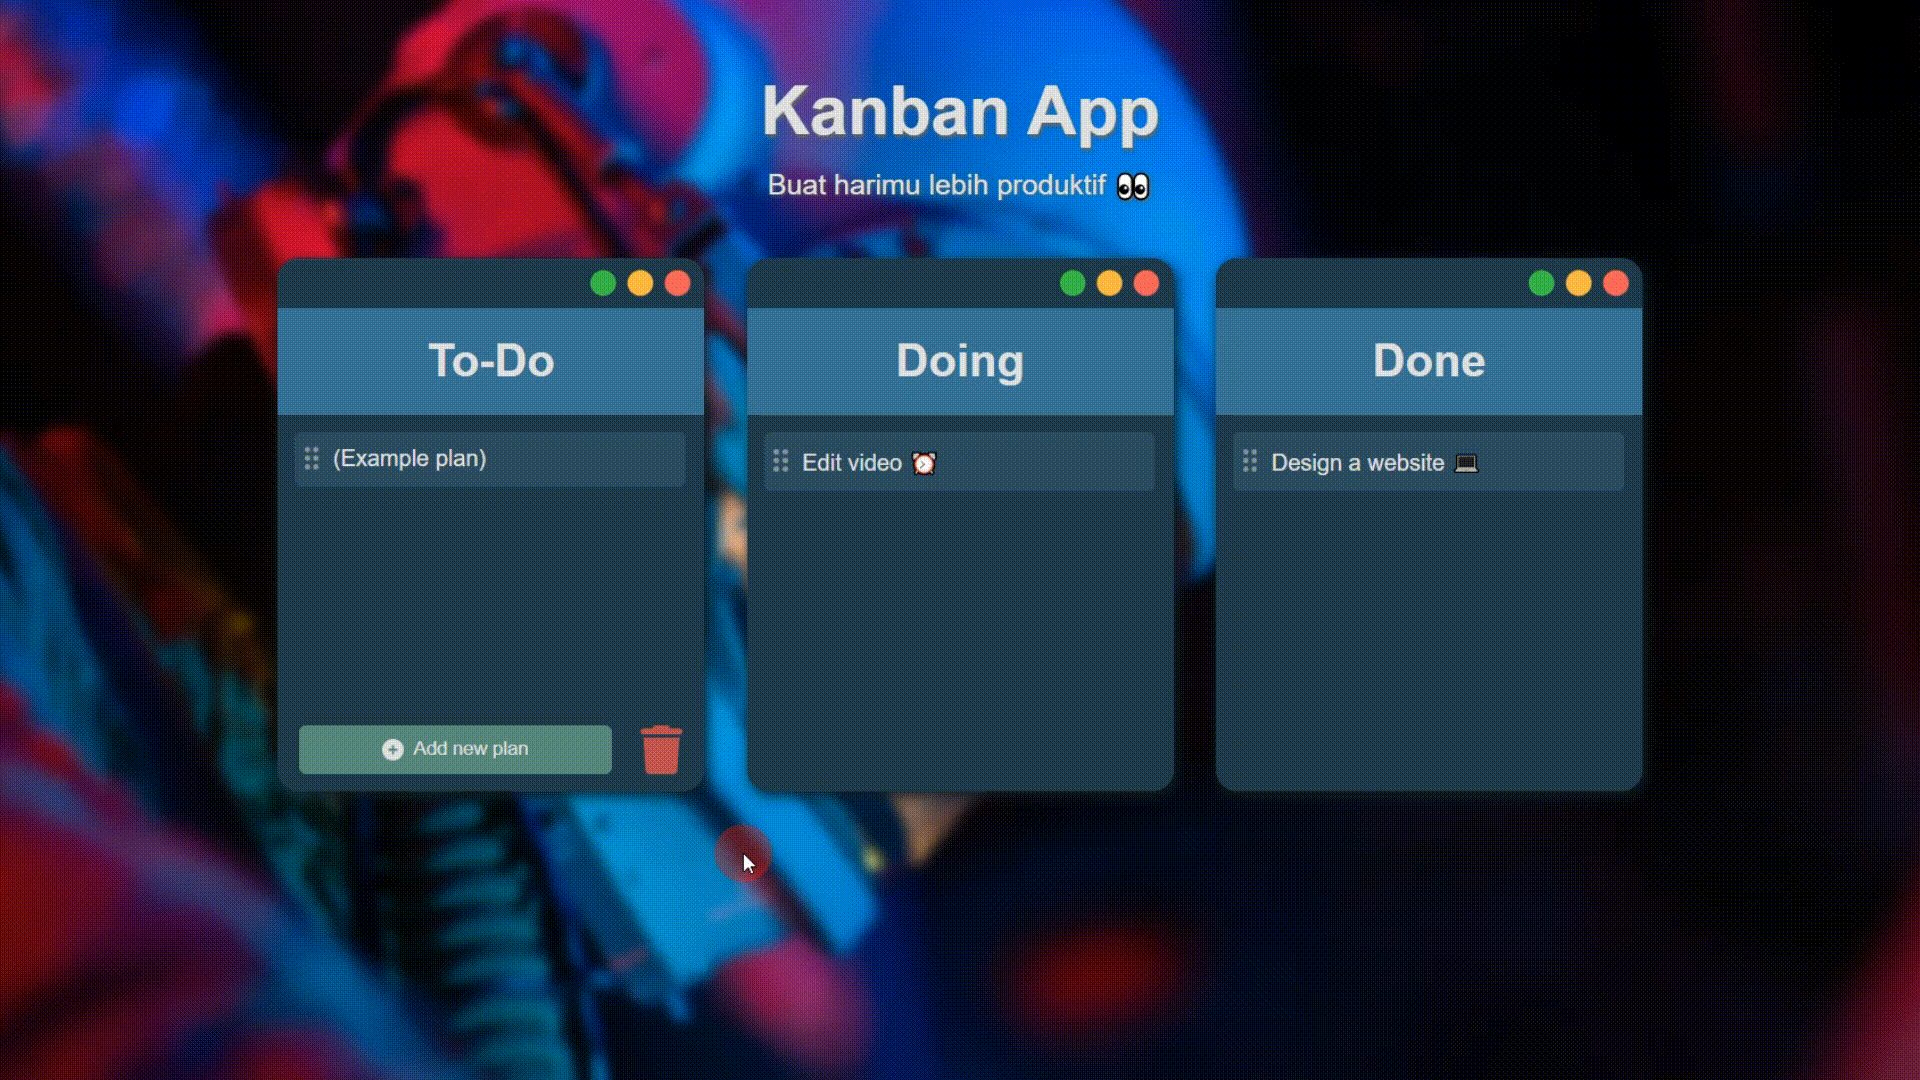 Kanban App
Buat harimu lebih produktif 👀
To-Do
(Example plan)
Add new plan
Doing
Edit video ⏰
Done
Design a website 💻